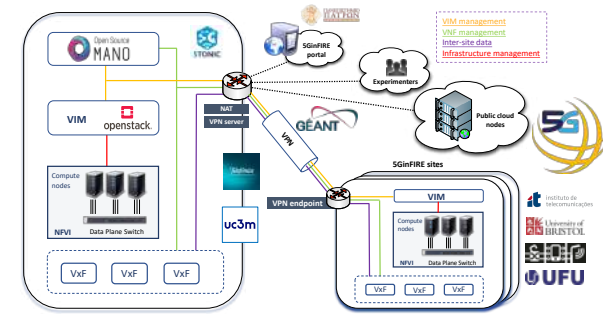 Open Source
MANO
5TONIC
5GinFIRE
portal
Experimenters
Public cloud
nodes
VIM management
VNF management
Inter-site data
Infrastructure management
VIM
openstack.
NAT
VPN server
GÉANT
VPN
5G
Compute
nodes
NFVI
Data Plane Switch
VxF
VxF
VxF
uc3m
VPN endpoint
5GinFIRE sites
VIM
Compute
nodes
NFVI
Data Plane Switch
VxF
VxF
VxF
it
instituto de
telecomunicações
University of
BRISTOL
UFU